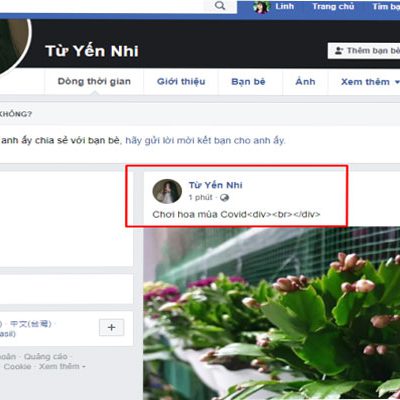 Linh Trang chủ Tìm bạ
Từ Yến Nhi
Thêm bạn bè
Dòng thời gian Giới thiệu Bạn bè Ảnh Xem thêm
KHÔNG?
anh ấy chia sẻ với bạn bè, hãy gửi lời mời kết bạn cho anh ấy.
Từ Yến Nhi
1 phút ·
Chơi hoa mùa Covid<div><br></div>
· 中文(台灣) ·
asil)
+
hoản · Quảng cáo ·
Cookie · Xem thêm